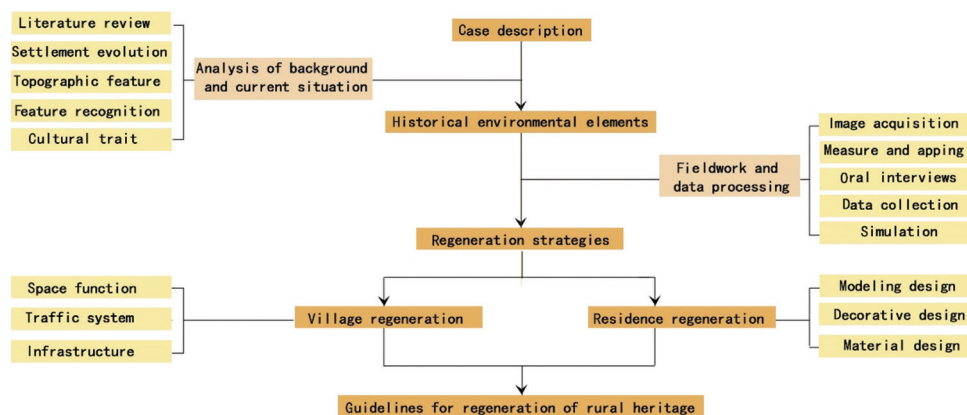 Literature review
Case description
Settlement evolution
Analysis of background
and current situation
Topographic feature
Feature recognition
Cultural trait
Historical environmental elements
Image acquisition
Measure and apping
Fieldwork and
data processing
Oral interviews
Data collection
Simulation
Regeneration strategies
Space function
Traffic system
Infrastructure
Village regeneration
Residence regeneration
Modeling design
Decorative design
Material design
Guidelines for regeneration of rural heritage